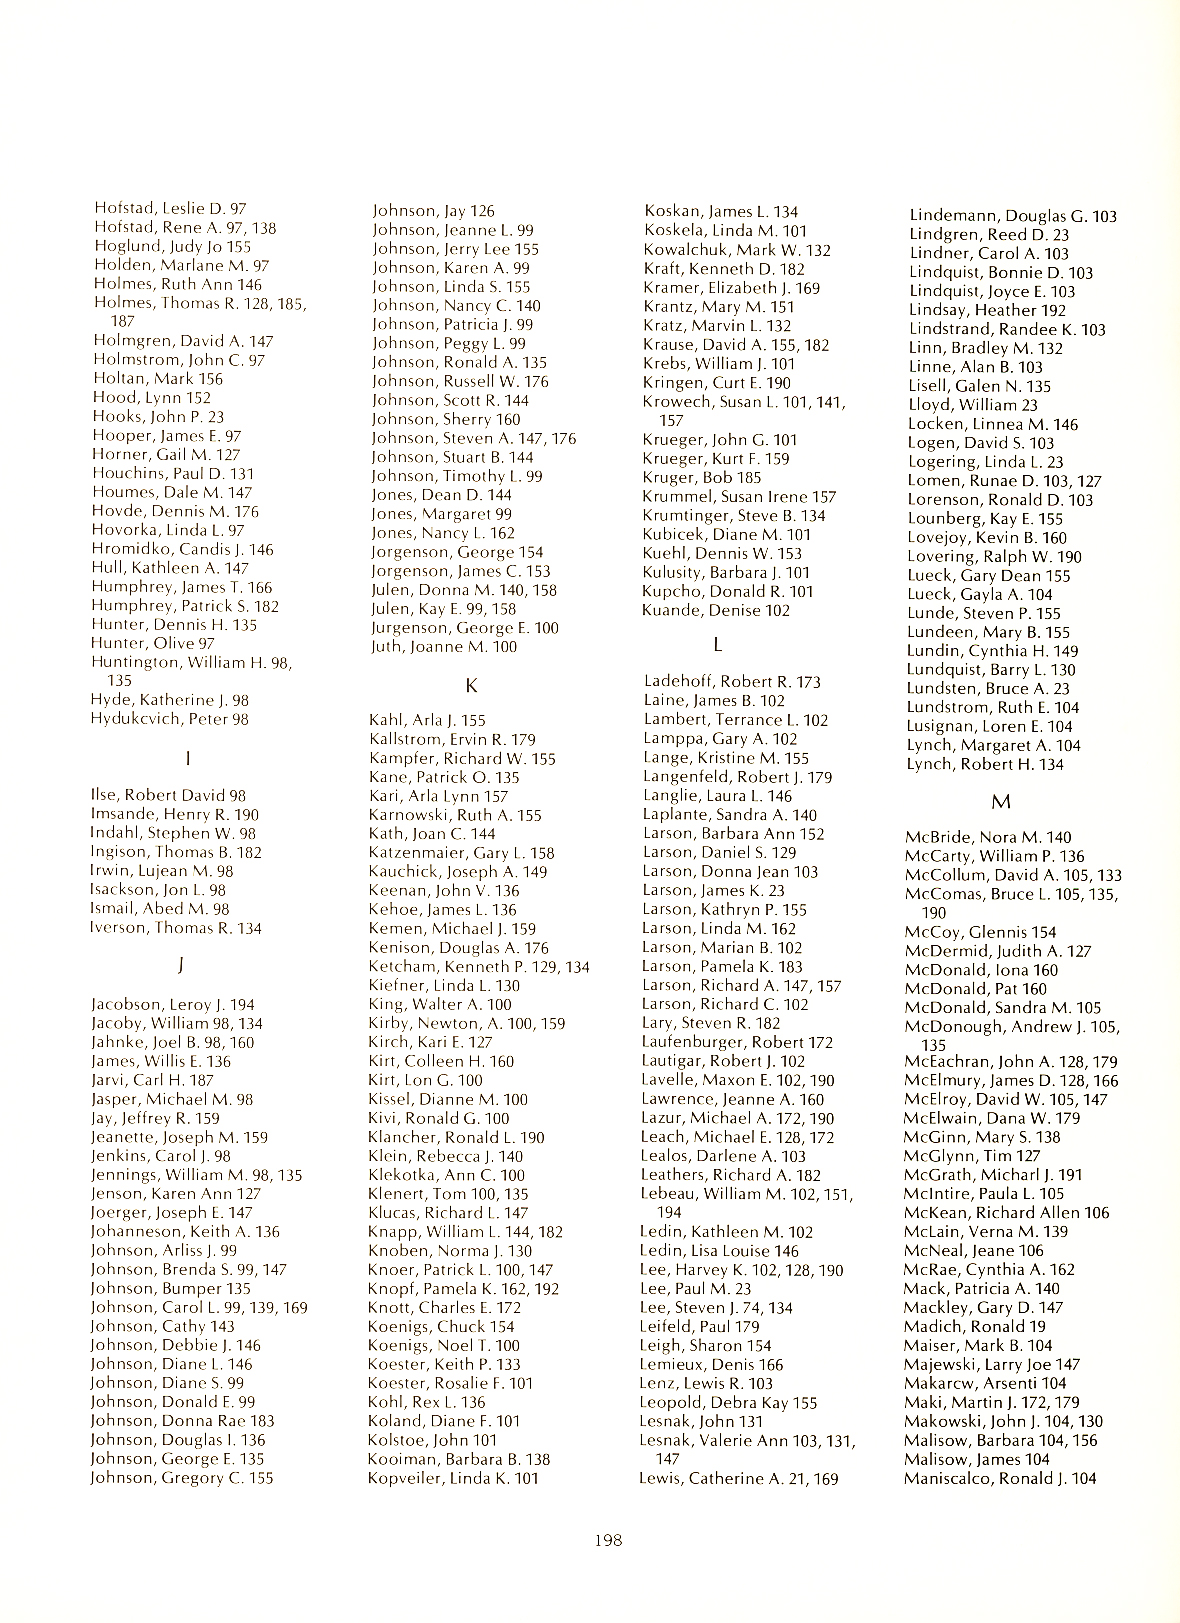 Hofstad, Leslie D. 97
Hofstad, Rene A. 97, 138
Hoglund, Judy Jo 155
Holden, Marlane M. 97
Holmes, Ruth Ann 146
Holmes, Thomas R. 128, 185,
187
Holmgren, David A. 147
Holmstrom, John C. 97
Holtan, Mark 156
Hood, Lynn 152
Hooks, John P. 23
Hooper, James E. 97
Horner, Gail M. 127
Houchins, Paul D. 131
Houmes, Dale M. 147
Hovde, Dennis M. 176
Hovorka, Linda L. 97
Hromidko, Candis J. 146
Hull, Kathleen A. 147
Humphrey, James T. 166
Humphrey, Patrick S. 182
Hunter, Dennis H. 135
Hunter, Olive 97
Huntington, William H. 98,
135
Hyde, Katherine J. 98
Hydukevich, Peter 98
I
Ilse, Robert David 98
Imsande, Henry R. 190
Indahl, Stephen W. 98
Ingison, Thomas B. 182
Irwin, Lujean M. 98
Isackson, Jon L. 98
Ismail, Abed M. 98
Iverson, Thomas R. 134
J
Jacobson, Leroy J. 194
Jacoby, William 98, 134
Jahnke, Joel B. 98, 160
James, Willis E. 136
Jarvi, Carl H. 187
Jasper, Michael M. 98
Jay, Jeffrey R. 159
Jeanette, Joseph M. 159
Jenkins, Carol J. 98
Jennings, William M. 98, 135
Jenson, Karen Ann 127
Joerger, Joseph E. 147
Johanneson, Keith A. 136
Johnson, Arliss J. 99
Johnson, Brenda S. 99, 147
Johnson, Bumper 135
Johnson, Carol L. 99, 139, 169
Johnson, Cathy 143
Johnson, Debbie J. 146
Johnson, Diane L. 146
Johnson, Diane S. 99
Johnson, Donald E. 99
Johnson, Donna Rae 183
Johnson, Douglas I. 136
Johnson, George E. 135
Johnson, Gregory C. 155
Johnson, Jay 126
Johnson, Jeanne L. 99
Johnson, Jerry Lee 155
Johnson, Karen A. 99
Johnson, Linda S. 155
Johnson, Nancy C. 140
Johnson, Patricia J. 99
Johnson, Peggy L. 99
Johnson, Ronald A. 135
Johnson, Russell W. 176
Johnson, Scott R. 144
Johnson, Sherry 160
Johnson, Steven A. 147, 176
Johnson, Stuart B. 144
Johnson, Timothy L. 99
Jones, Dean D. 144
Jones, Margaret 99
Jones, Nancy L. 162
Jorgenson, George 154
Jorgenson, James C. 153
Julen, Donna M. 140, 158
Julen, Kay E. 99, 158
Jurgenson, George E. 100
Juth, Joanne M. 100
K
Kahl, Arla J. 155
Kallstrom, Ervin R. 179
Kampfer, Richard W. 155
Kane, Patrick O. 135
Kari, Arla Lynn 157
Karnowski, Ruth A. 155
Kath, Joan C. 144
Katzenmaier, Gary L. 158
Kauchick, Joseph A. 149
Keenan, John V. 136
Kehoe, James L. 136
Kemen, Michael J. 159
Kenison, Douglas A. 176
Ketcham, Kenneth P. 129, 134
Kiefner, Linda L. 130
King, Walter A. 100
Kirby, Newton, A. 100, 159
Kirch, Kari E. 127
Kirt, Colleen H. 160
Kirt, Lon G. 100
Kissel, Dianne M. 100
Kivi, Ronald G. 100
Klancher, Ronald L. 190
Klein, Rebecca J. 140
Klekotka, Ann C. 100
Klenert, Tom 100, 135
Klucas, Richard L. 147
Knapp, William L. 144, 182
Knoben, Norma J. 130
Knoer, Patrick L. 100, 147
Knopf, Pamela K. 162, 192
Knott, Charles E. 172
Koenigs, Chuck 154
Koenigs, Noel T. 100
Koester, Keith P. 133
Koester, Rosalie F. 101
Kohl, Rex L. 136
Koland, Diane F. 101
Kolstoe, John 101
Kooiman, Barbara B. 138
Kopveiler, Linda K. 101
Koskan, James L. 134
Koskela, Linda M. 101
Kowalchuk, Mark W. 132
Kraft, Kenneth D. 182
Kramer, Elizabeth J. 169
Krantz, Mary M. 151
Kratz, Marvin L. 132
Krause, David A. 155, 182
Krebs, William J. 101
Kringen, Curt E. 190
Krowech, Susan L. 101, 141,
157
Krueger, John G. 101
Krueger, Kurt F. 159
Kruger, Bob 185
Krummel, Susan Irene 157
Krumtinger, Steve B. 134
Kubicek, Diane M. 101
Kuehl, Dennis W. 153
Kulusity, Barbara J. 101
Kupcho, Donald R. 101
Kuande, Denise 102
L
Ladehoff, Robert R. 173
Laine, James B. 102
Lambert, Terrance L. 102
Lamppa, Gary A. 102
Lange, Kristine M. 155
Langenfeld, Robert J. 179
Langlie, Laura L. 146
Laplante, Sandra A. 140
Larson, Barbara Ann 152
Larson, Daniel S. 129
Larson, Donna Jean 103
Larson, James K. 23
Larson, Kathryn P. 155
Larson, Linda M. 162
Larson, Marian B. 102
Larson, Pamela K. 183
Larson, Richard A. 147, 157
Larson, Richard C. 102
Lary, Steven R. 182
Laufenburger, Robert 172
Lautigar, Robert J. 102
Lavelle, Maxon E. 102, 190
Lawrence, Jeanne A. 160
Lazur, Michael A. 172, 190
Leach, Michael E. 128, 172
Lealos, Darlene A. 103
Leathers, Richard A. 182
Lebeau, William M. 102, 151,
194
Ledin, Kathleen M. 102
Ledin, Lisa Louise 146
Lee, Harvey K. 102, 128, 190
Lee, Paul M. 23
Lee, Steven J. 74, 134
Leifeld, Paul 179
Leigh, Sharon 154
Lemieux, Denis 166
Lenz, Lewis R. 103
Leopold, Debra Kay 155
Lesnak, John 131
Lesnak, Valerie Ann 103, 131,
147
Lewis, Catherine A. 21, 169
Lindemann, Douglas G. 103
Lindgren, Reed D. 23
Lindner, Carol A. 103
Lindquist, Bonnie D. 103
Lindquist, Joyce E. 103
Lindsay, Heather 192
Lindstrand, Randee K. 103
Linn, Bradley M. 132
Linne, Alan B. 103
Lisell, Galen N. 135
Lloyd, William 23
Locken, Linnea M. 146
Logen, David S. 103
Logering, Linda L. 23
Lomen, Runae D. 103, 127
Lorenson, Ronald D. 103
Lounberg, Kay E. 155
Lovejoy, Kevin B. 160
Lovering, Ralph W. 190
Lueck, Gary Dean 155
Lueck, Gayla A. 104
Lunde, Steven P. 155
Lundeen, Mary B. 155
Lundin, Cynthia H. 149
Lundquist, Barry L. 130
Lundsten, Bruce A. 23
Lundstrom, Ruth E. 104
Lusignan, Loren E. 104
Lynch, Margaret A. 104
Lynch, Robert H. 134
M
McBride, Nora M. 140
McCarty, William P. 136
McCollum, David A. 105, 133
McComas, Bruce L. 105, 135,
190
McCoy, Glennis 154
McDermid, Judith A. 127
McDonald, Iona 160
McDonald, Pat 160
McDonald, Sandra M. 105
McDonough, Andrew J. 105,
135
McEachran, John A. 128, 179
McElmury, James D. 128, 166
McElroy, David W. 105, 147
McElwain, Dana W. 179
McGinn, Mary S. 138
McGlynn, Tim 127
McGrath, Micharl J. 191
McIntire, Paula L. 105
McKean, Richard Allen 106
McLain, Verna M. 139
McNeal, Jeane 106
McRae, Cynthia A. 162
Mack, Patricia A. 140
Mackley, Gary D. 147
Madich, Ronald 19
Maiser, Mark B. 104
Majewski, Larry Joe 147
Makarcw, Arsenti 104
Maki, Martin J. 172, 179
Makowski, John J. 104, 130
Malisow, Barbara 104, 156
Malisow, James 104
Maniscalco, Ronald J. 104
198